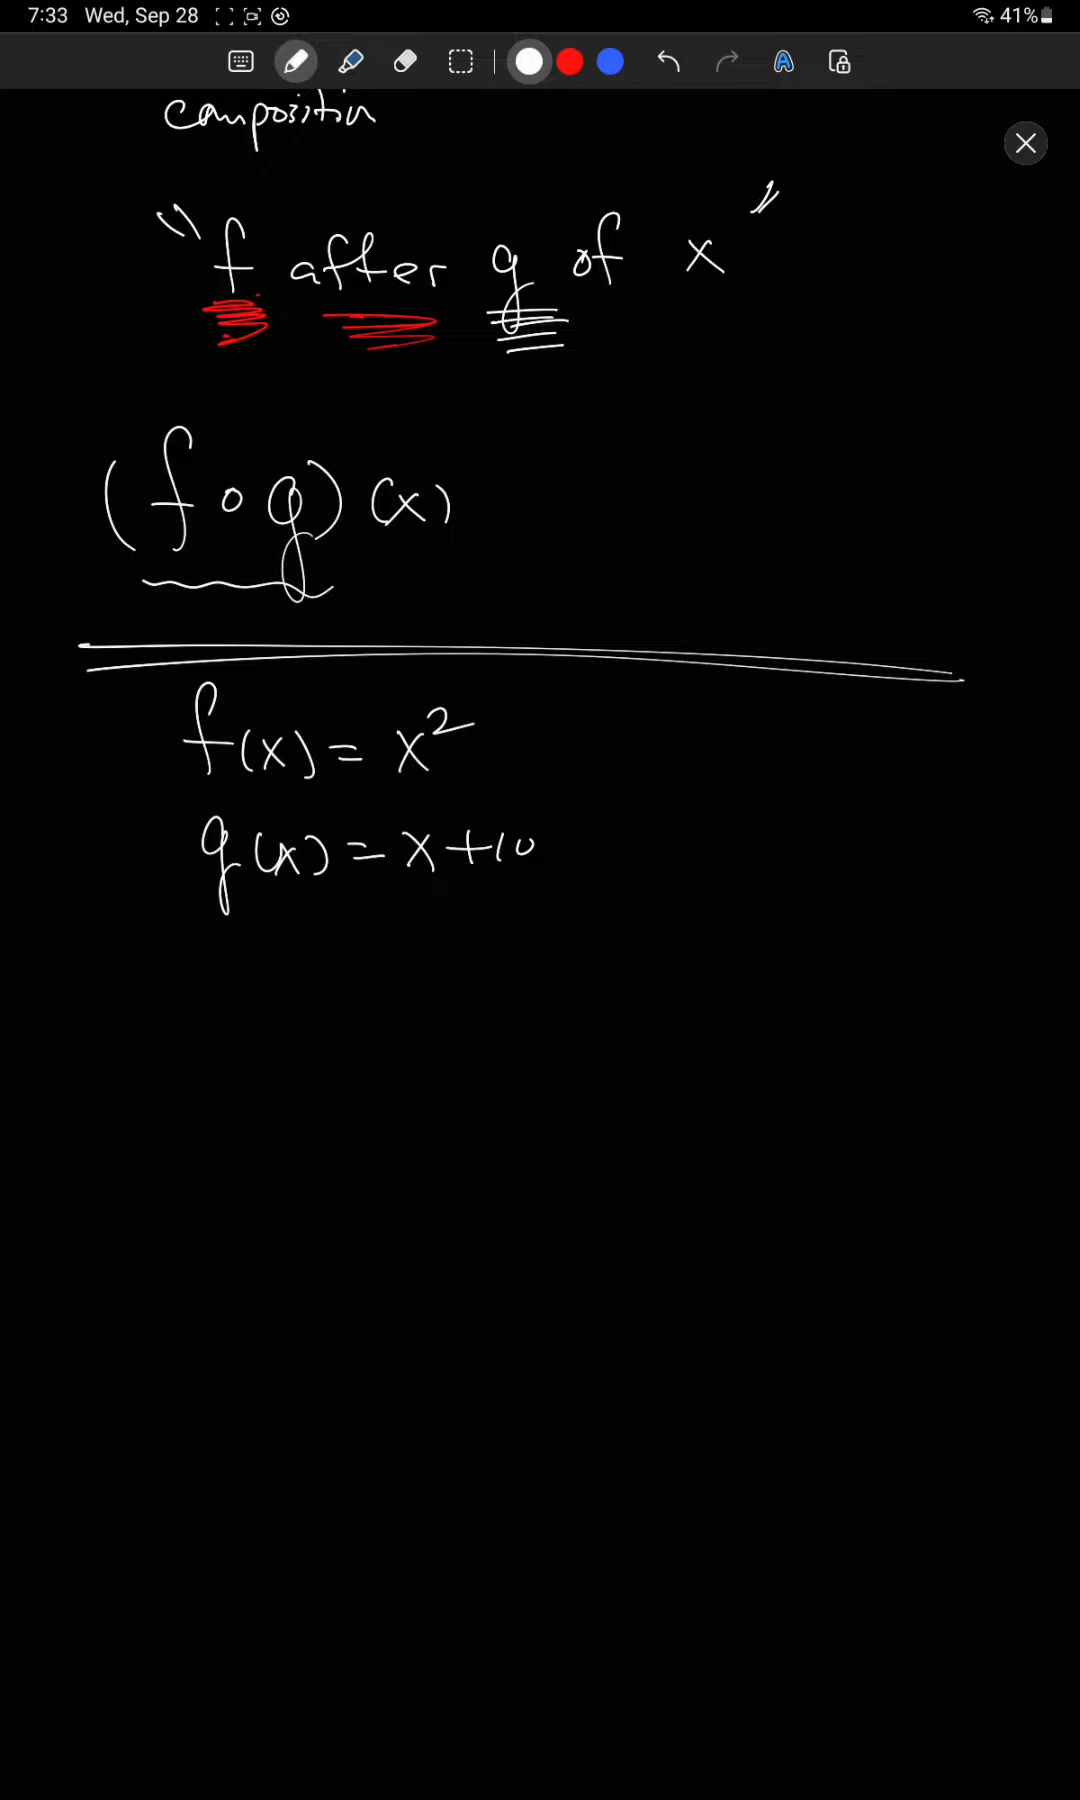 7:33 Wed, Sep 28 41%
A
composition
"f after g of x"
(f∘g)(x)
f(x) = x²
g(x) = x+10